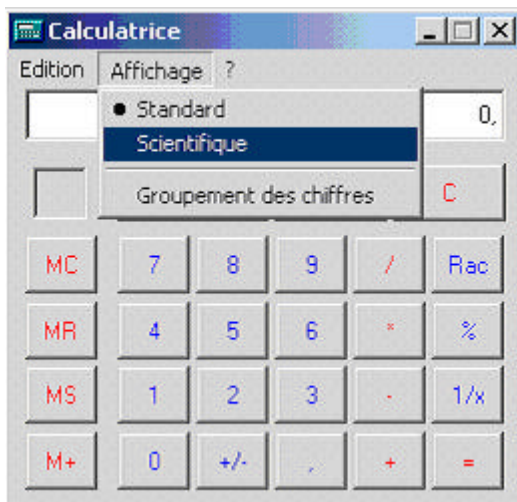 Calculatrice
Edition Affichage ?
Standard
0,
Scientifique
Groupement des chiffres
C
MC 7 8 9 / Rac
MR 4 5 6 * %
MS 1 2 3 - 1/x
M+ 0 +/- , + =